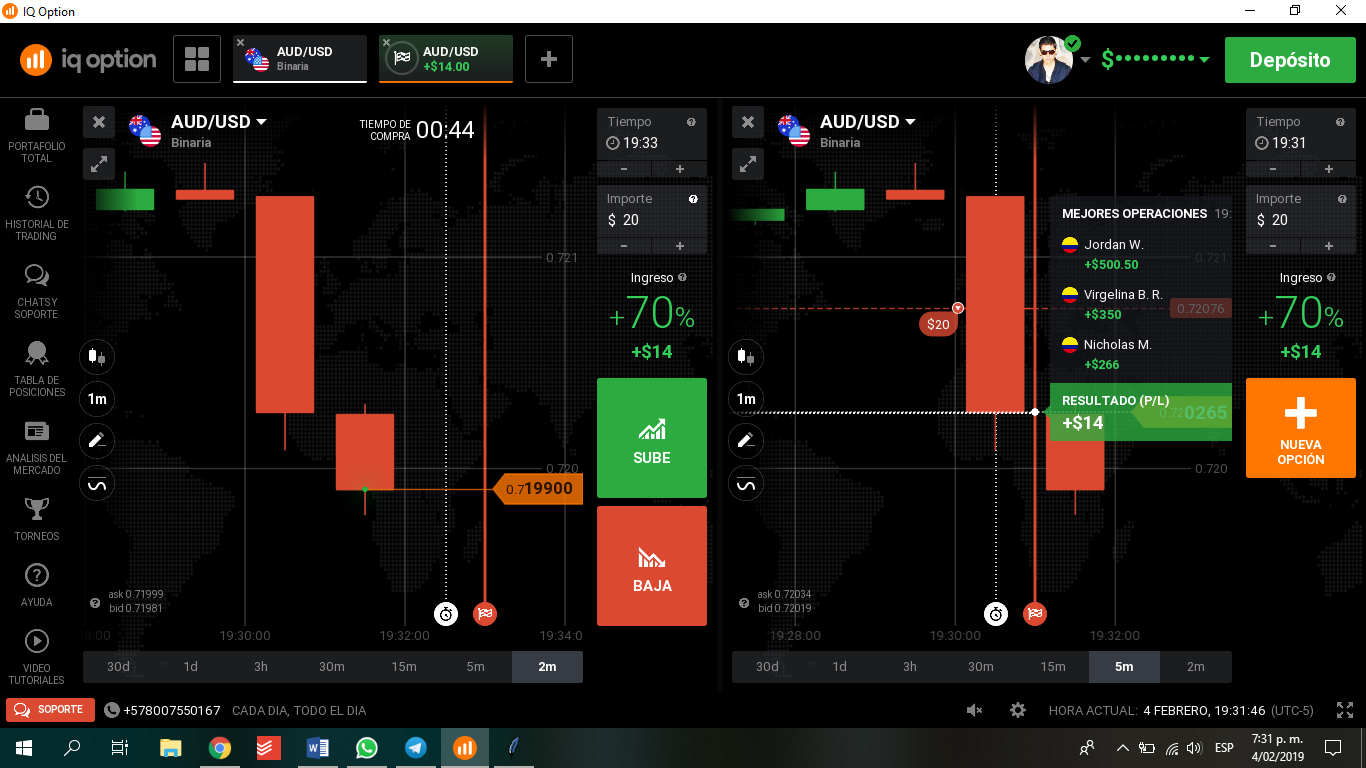 IQ Option
iq option
AUD/USD
Binaria
AUD/USD
+$14.00
Depósito
PORTAFOLIO
TOTAL
HISTORIAL DE
TRADING
CHATS Y
SOPORTE
TABLA DE
POSICIONES
ANALISIS DEL
MERCADO
TORNEOS
AYUDA
VIDEO
TUTORIALES
AUD/USD
Binaria
TIEMPO DE
COMPRA
00:44
1m
0.721
0.720
0.719900
ask 0.71999
bid 0.71981
19:30:00
19:32:00
19:34:0
30d 1d 3h 30m 15m 5m 2m
Tiempo
19:33
- +
Importe
$ 20
- +
Ingreso
+70%
+$14
SUBE
BAJA
AUD/USD
Binaria
1m
$20
MEJORES OPERACIONES 19:
Jordan W.
+$500.50
Virgelina B. R.
+$350
0.72076
Nicholas M.
+$266
RESULTADO (P/L)
+$14
0.720265
0.720
ask 0.72034
bid 0.72019
19:28:00
19:30:00
19:32:00
30d 1d 3h 30m 15m 5m 2m
Tiempo
19:31
- +
Importe
$ 20
- +
Ingreso
+70%
+$14
NUEVA
OPCIÓN
SOPORTE
+578007550167
CADA DIA, TODO EL DIA
HORA ACTUAL: 4 FEBRERO, 19:31:46 (UTC-5)
ESP
7:31 p. m.
4/02/2019